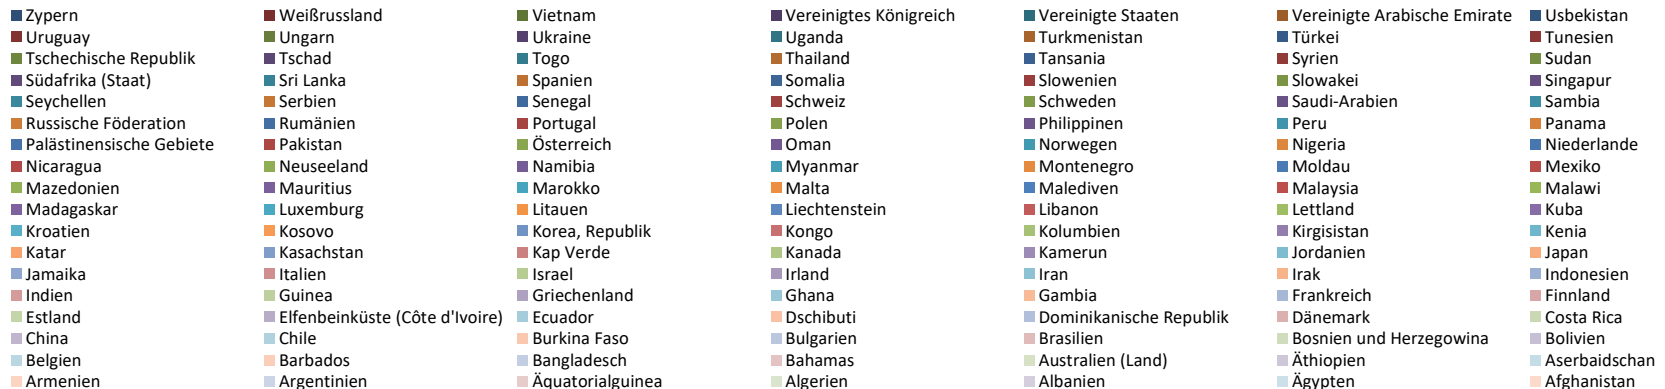 Zypern Weißrussland Vietnam Vereinigtes Königreich Vereinigte Staaten Vereinigte Arabische Emirate Usbekistan
Uruguay Ungarn Ukraine Uganda Turkmenistan Türkei Tunesien
Tschechische Republik Tschad Togo Thailand Tansania Syrien Sudan
Südafrika (Staat) Sri Lanka Spanien Somalia Slowenien Slowakei Singapur
Seychellen Serbien Senegal Schweiz Schweden Saudi-Arabien Sambia
Russische Föderation Rumänien Portugal Polen Philippinen Peru Panama
Palästinensische Gebiete Pakistan Österreich Oman Norwegen Nigeria Niederlande
Nicaragua Neuseeland Namibia Myanmar Montenegro Moldau Mexiko
Mazedonien Mauritius Marokko Malta Malediven Malaysia Malawi
Madagaskar Luxemburg Litauen Liechtenstein Libanon Lettland Kuba
Kroatien Kosovo Korea, Republik Kongo Kolumbien Kirgisistan Kenia
Katar Kasachstan Kap Verde Kanada Kamerun Jordanien Japan
Jamaika Italien Israel Irland Iran Irak Indonesien
Indien Guinea Griechenland Ghana Gambia Frankreich Finnland
Estland Elfenbeinküste (Côte d'Ivoire) Ecuador Dschibuti Dominikanische Republik Dänemark Costa Rica
China Chile Burkina Faso Bulgarien Brasilien Bosnien und Herzegowina Bolivien
Belgien Barbados Bangladesch Bahamas Australien (Land) Äthiopien Aserbaidschan
Armenien Argentinien Äquatorialguinea Algerien Albanien Ägypten Afghanistan